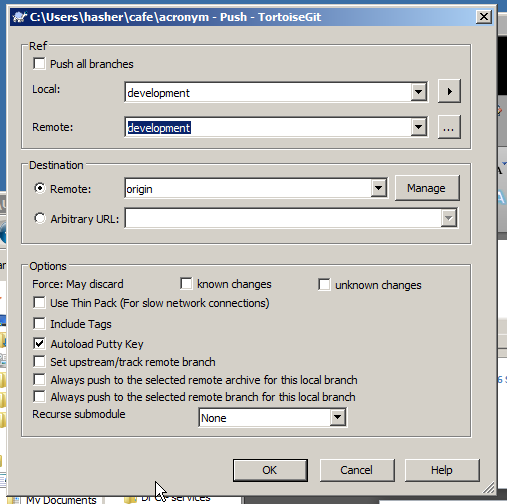 C:\Users\hasher\cafe\acronym - Push - TortoiseGit
Ref
Push all branches
Local:
development
Remote:
development
...
Destination
Remote:
origin
Manage
Arbitrary URL:
Options
Force: May discard
known changes
unknown changes
Use Thin Pack (For slow network connections)
Include Tags
Autoload Putty Key
Set upstream/track remote branch
Always push to the selected remote archive for this local branch
Always push to the selected remote branch for this local branch
Recurse submodule
None
OK
Cancel
Help
My Documents
services